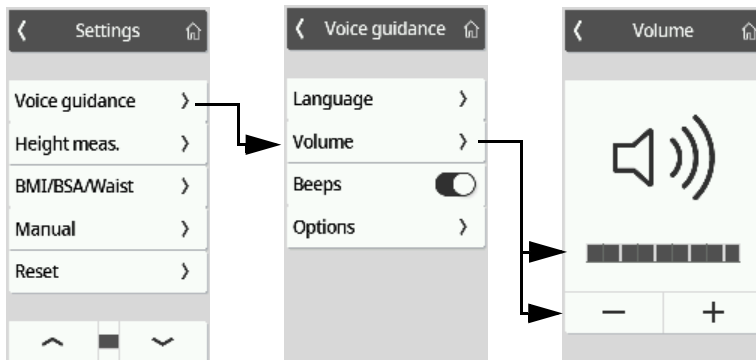 Settings
Voice guidance
Height meas.
BMI/BSA/Waist
Manual
Reset
Voice guidance
Language
Volume
Beeps
Options
Volume
− +